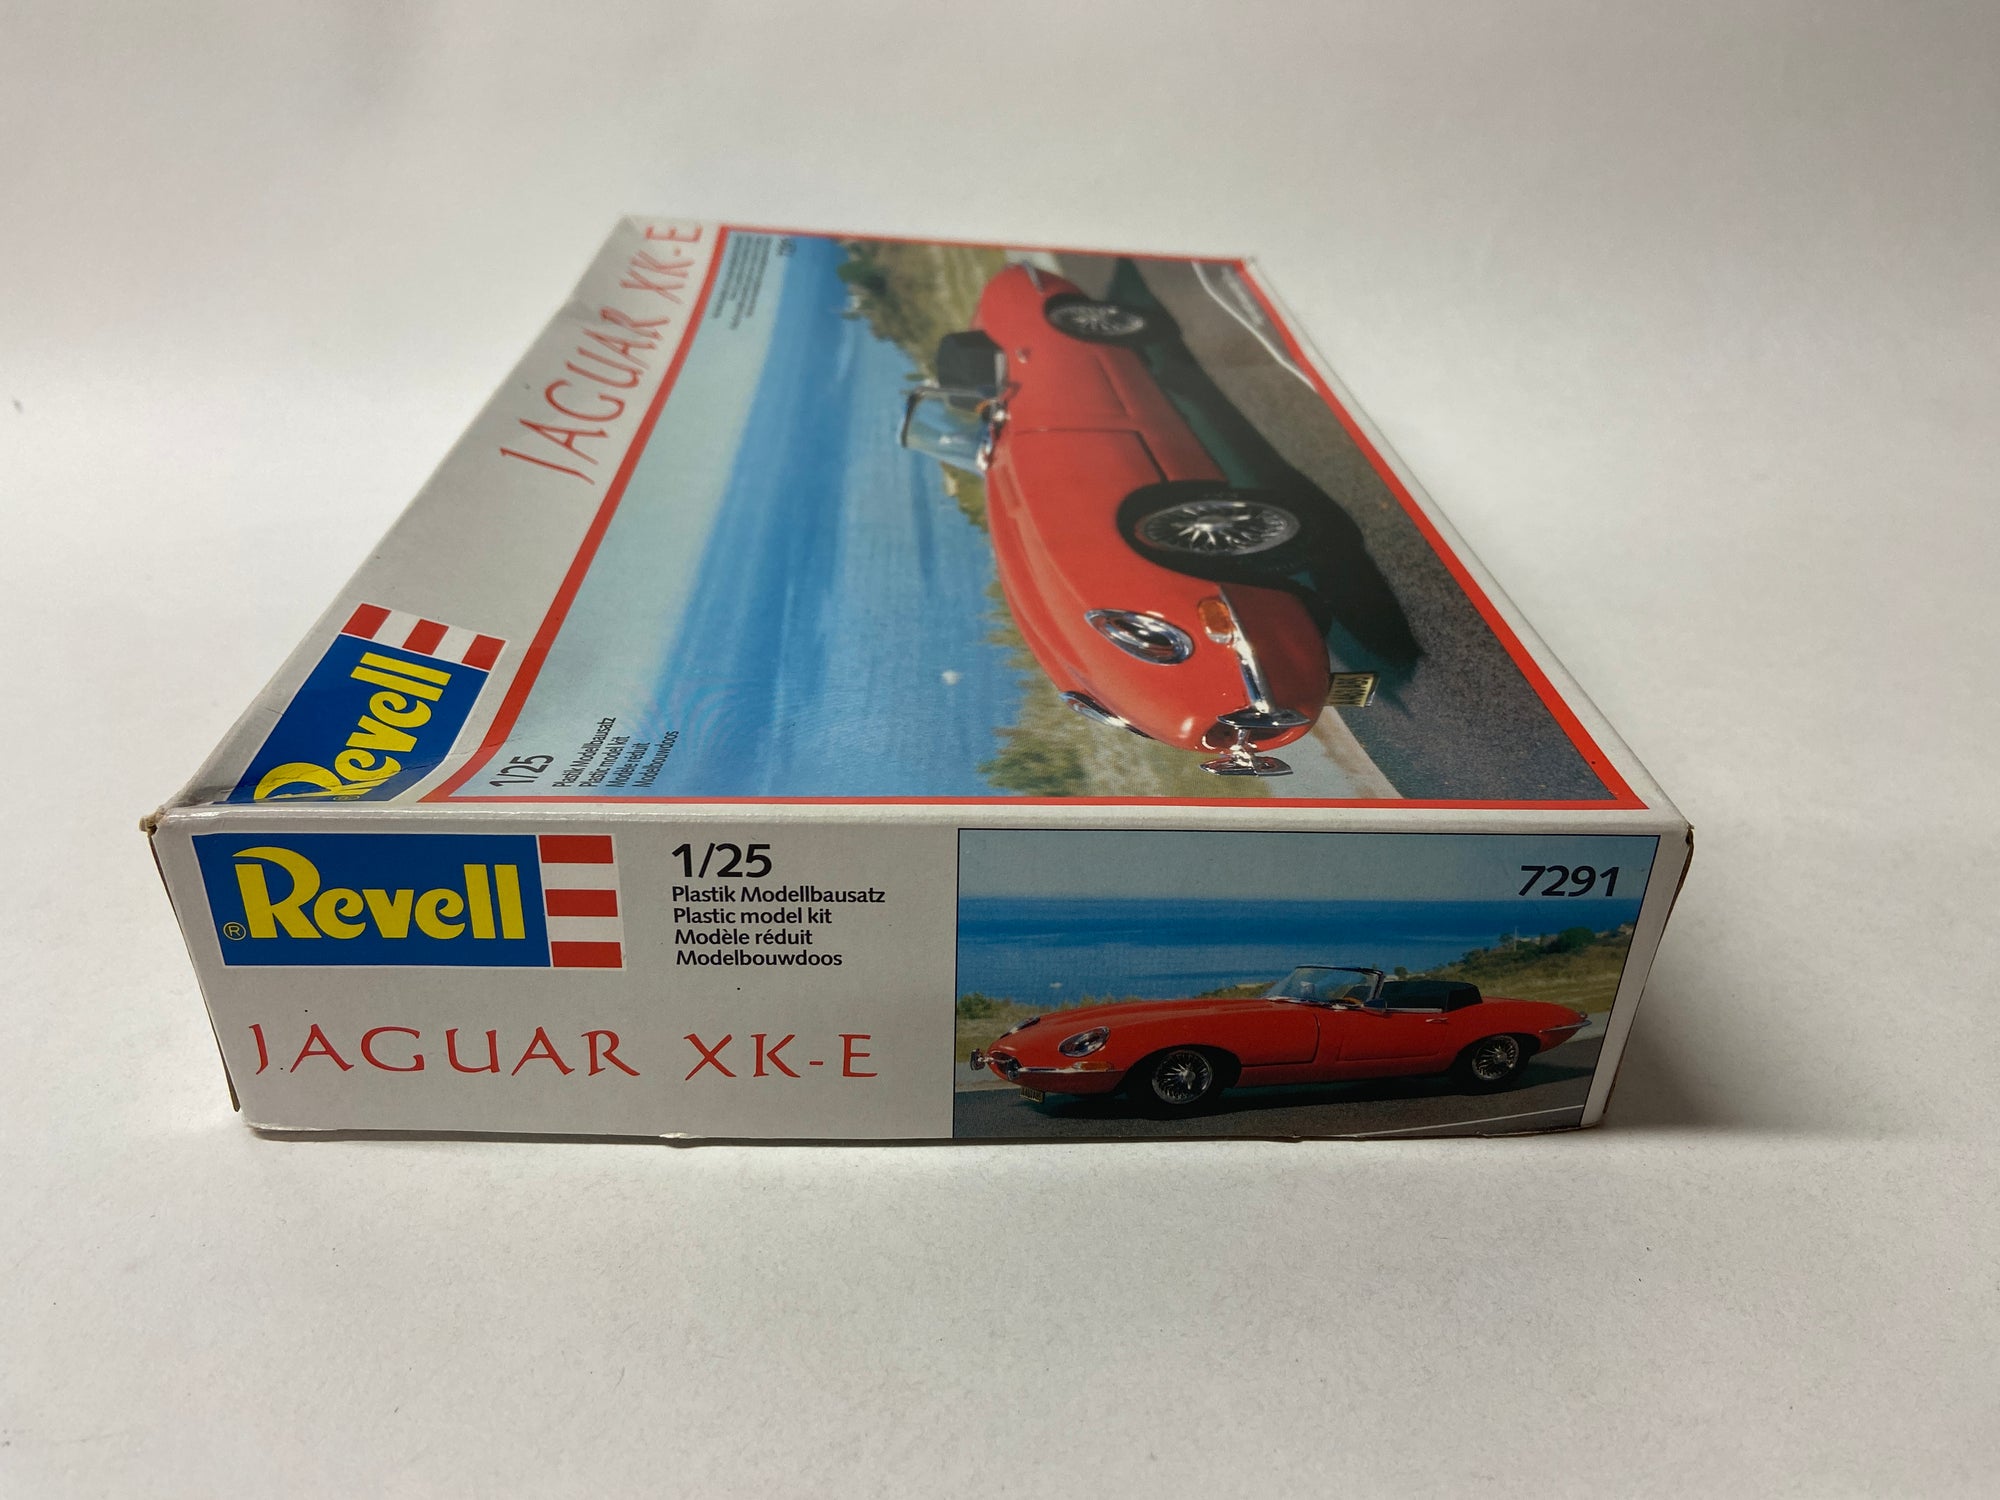 JAGUAR XK-E
7291
Revell
1/25
Plastik Modellbausatz
Plastic model kit
Modèle réduit
Modelbouwdoos
® Revell
1/25
Plastik Modellbausatz
Plastic model kit
Modèle réduit
Modelbouwdoos
JAGUAR XK-E
7291